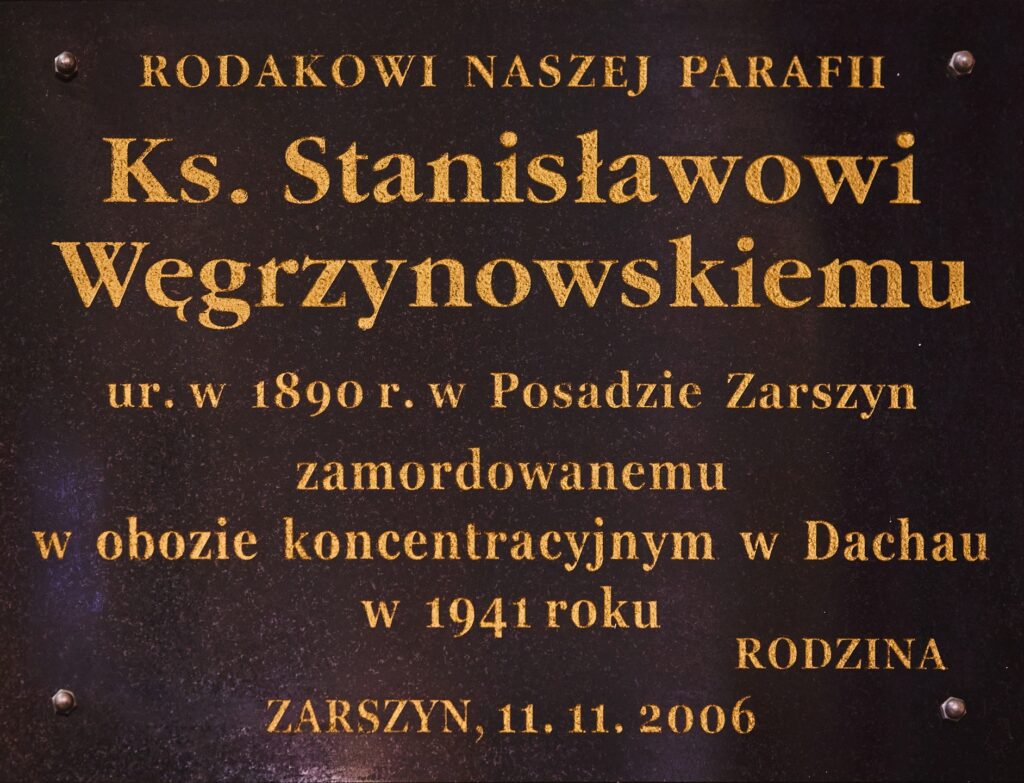 RODAKOWI NASZEJ PARAFII
Ks. Stanisławowi
Węgrzynowskiemu
ur. w 1890 r. w Posadzie Zarszyn
zamordowanemu
w obozie koncentracyjnym w Dachau
w 1941 roku
RODZINA
ZARSZYN, 11. 11. 2006